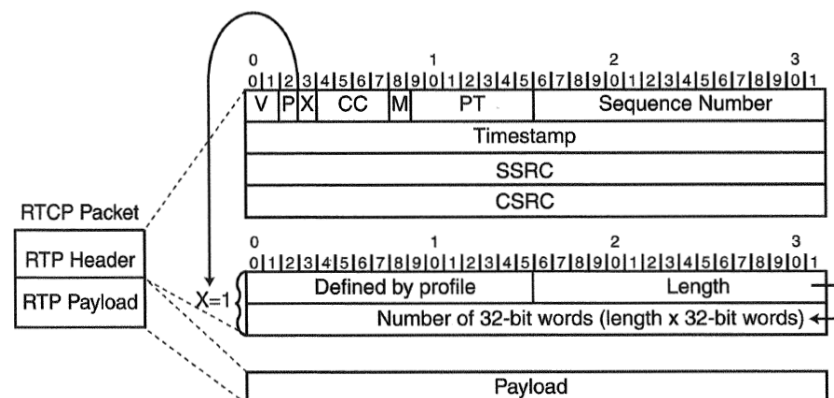 0 1 2 3
0 1 2 3 4 5 6 7 8 9 0 1 2 3 4 5 6 7 8 9 0 1 2 3 4 5 6 7 8 9 0 1
V P X CC M PT Sequence Number
Timestamp
SSRC
CSRC
RTCP Packet
RTP Header
RTP Payload
X=1
0 1 2 3
0 1 2 3 4 5 6 7 8 9 0 1 2 3 4 5 6 7 8 9 0 1 2 3 4 5 6 7 8 9 0 1
Defined by profile Length
Number of 32-bit words (length x 32-bit words)
Payload